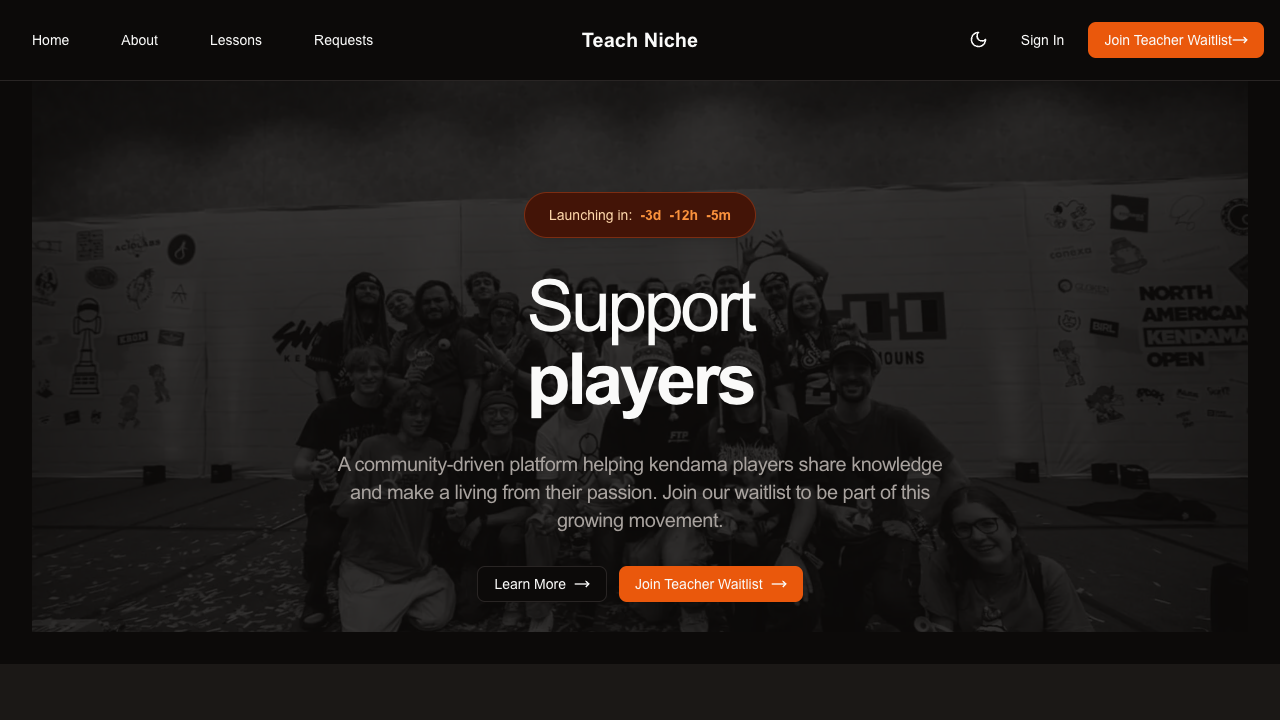 Home
About
Lessons
Requests
Teach Niche
Sign In
Join Teacher Waitlist
Launching in: -3d -12h -5m
Support
players
A community-driven platform helping kendama players share knowledge
and make a living from their passion. Join our waitlist to be part of this
growing movement.
Learn More
Join Teacher Waitlist
NORTH
AMERICAN
KENDAMA
OPEN
FTP